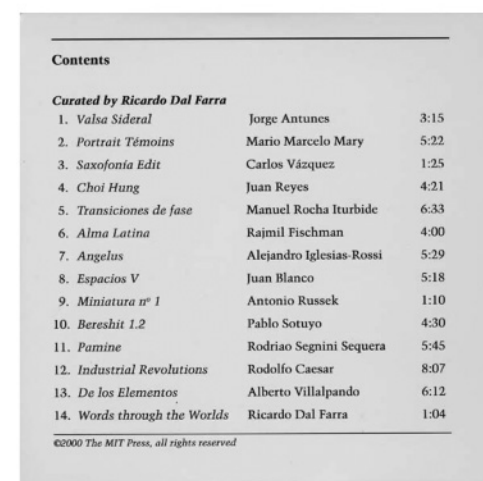 Contents
Curated by Ricardo Dal Farra
1. Valsa Sideral Jorge Antunes 3:15
2. Portrait Témoins Mario Marcelo Mary 5:22
3. Saxofonía Edit Carlos Vázquez 1:25
4. Choi Hung Juan Reyes 4:21
5. Transiciones de fase Manuel Rocha Iturbide 6:33
6. Alma Latina Rajmil Fischman 4:00
7. Angelus Alejandro Iglesias-Rossi 5:29
8. Espacios V Juan Blanco 5:18
9. Miniatura nº 1 Antonio Russek 1:10
10. Bereshit 1.2 Pablo Sotuyo 4:30
11. Pamine Rodriao Segnini Sequera 5:45
12. Industrial Revolutions Rodolfo Caesar 8:07
13. De los Elementos Alberto Villalpando 6:12
14. Words through the Worlds Ricardo Dal Farra 1:04
©2000 The MIT Press, all rights reserved